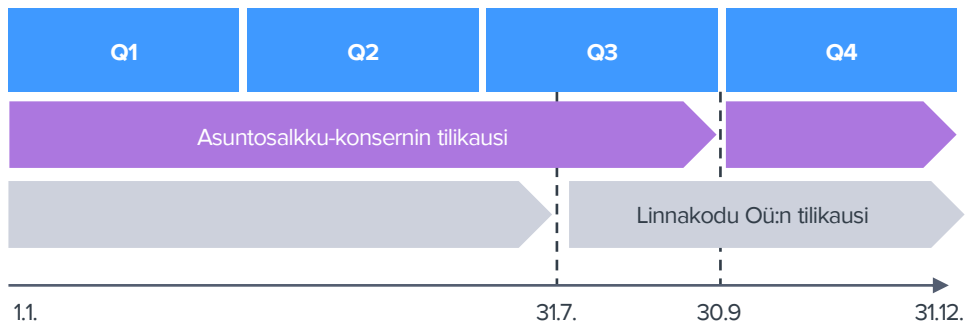 Q1
Q2
Q3
Q4
Asuntosalkku-konsernin tilikausi
Linnakodu Oü:n tilikausi
1.1.
31.7.
30.9
31.12.